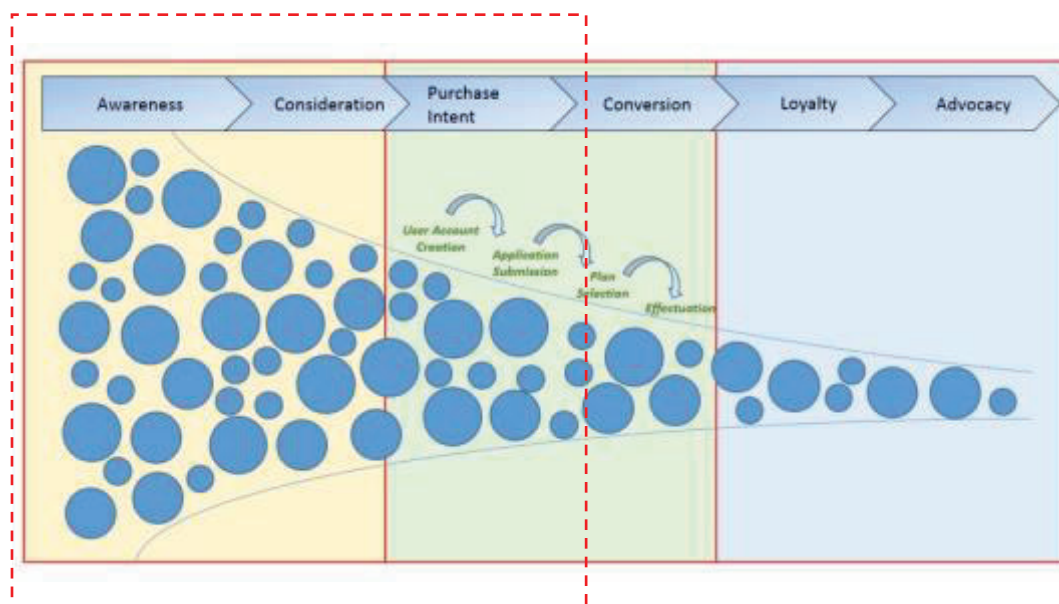 Awareness
Consideration
Purchase
Intent
Conversion
Loyalty
Advocacy
User Account
Creation
Application
Submission
Plan
Selection
Effectuation